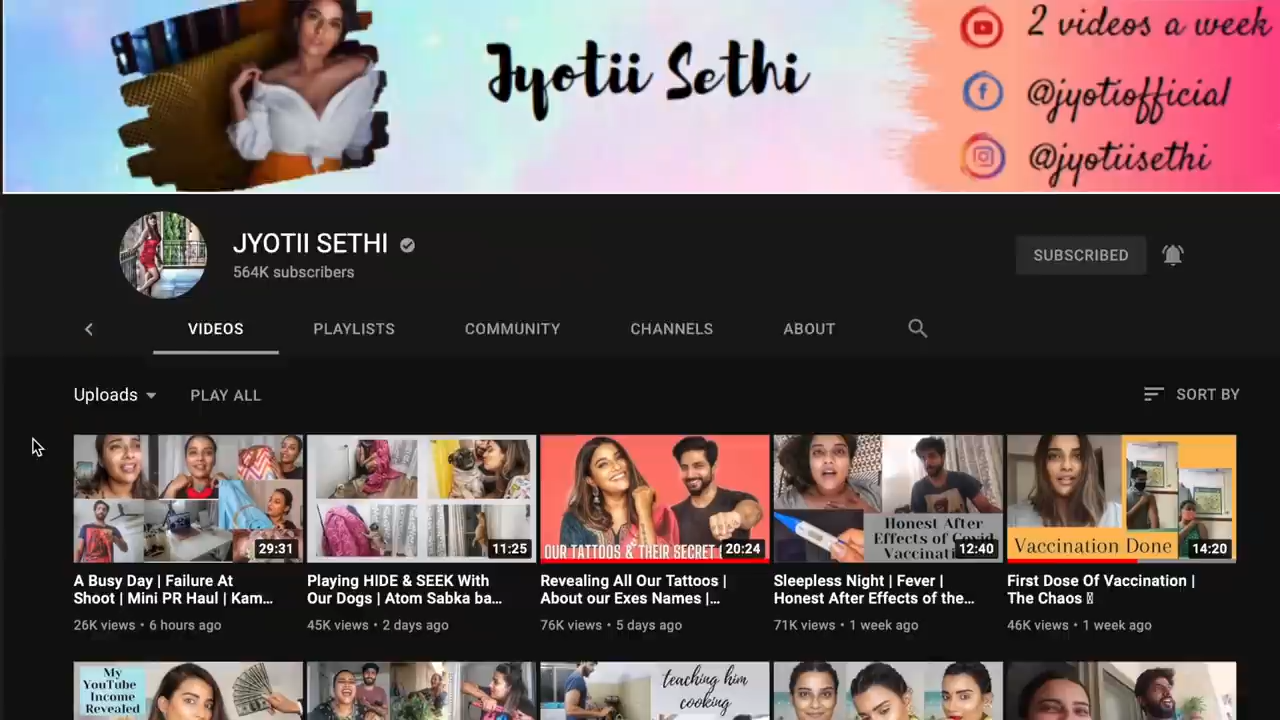 Jyotii Sethi
2 videos a week
@jyotiofficial
@jyotiisethi
JYOTII SETHI
564K subscribers
SUBSCRIBED
VIDEOS
PLAYLISTS
COMMUNITY
CHANNELS
ABOUT
Uploads
PLAY ALL
SORT BY
29:31
11:25
OUR TATTOOS & THEIR SECRET
20:24
Honest After
Effects of Covid
Vaccinati
12:40
Vaccination Done
14:20
A Busy Day | Failure At
Shoot | Mini PR Haul | Kam...
26K views • 6 hours ago
Playing HIDE & SEEK With
Our Dogs | Atom Sabka ba...
45K views • 2 days ago
Revealing All Our Tattoos |
About our Exes Names |...
76K views • 5 days ago
Sleepless Night | Fever |
Honest After Effects of the...
71K views • 1 week ago
First Dose Of Vaccination |
The Chaos
46K views • 1 week ago
My
YouTube
Income
Revealed
teaching him
cooking